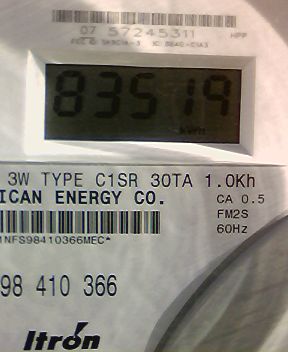 07 57245311 HPP
83519
kWh
3W TYPE C1SR 30TA 1.0Kh
ICAN ENERGY CO. CA 0.5
FM2S
1NFS98410366MEC*
60Hz
98 410 366
Itron